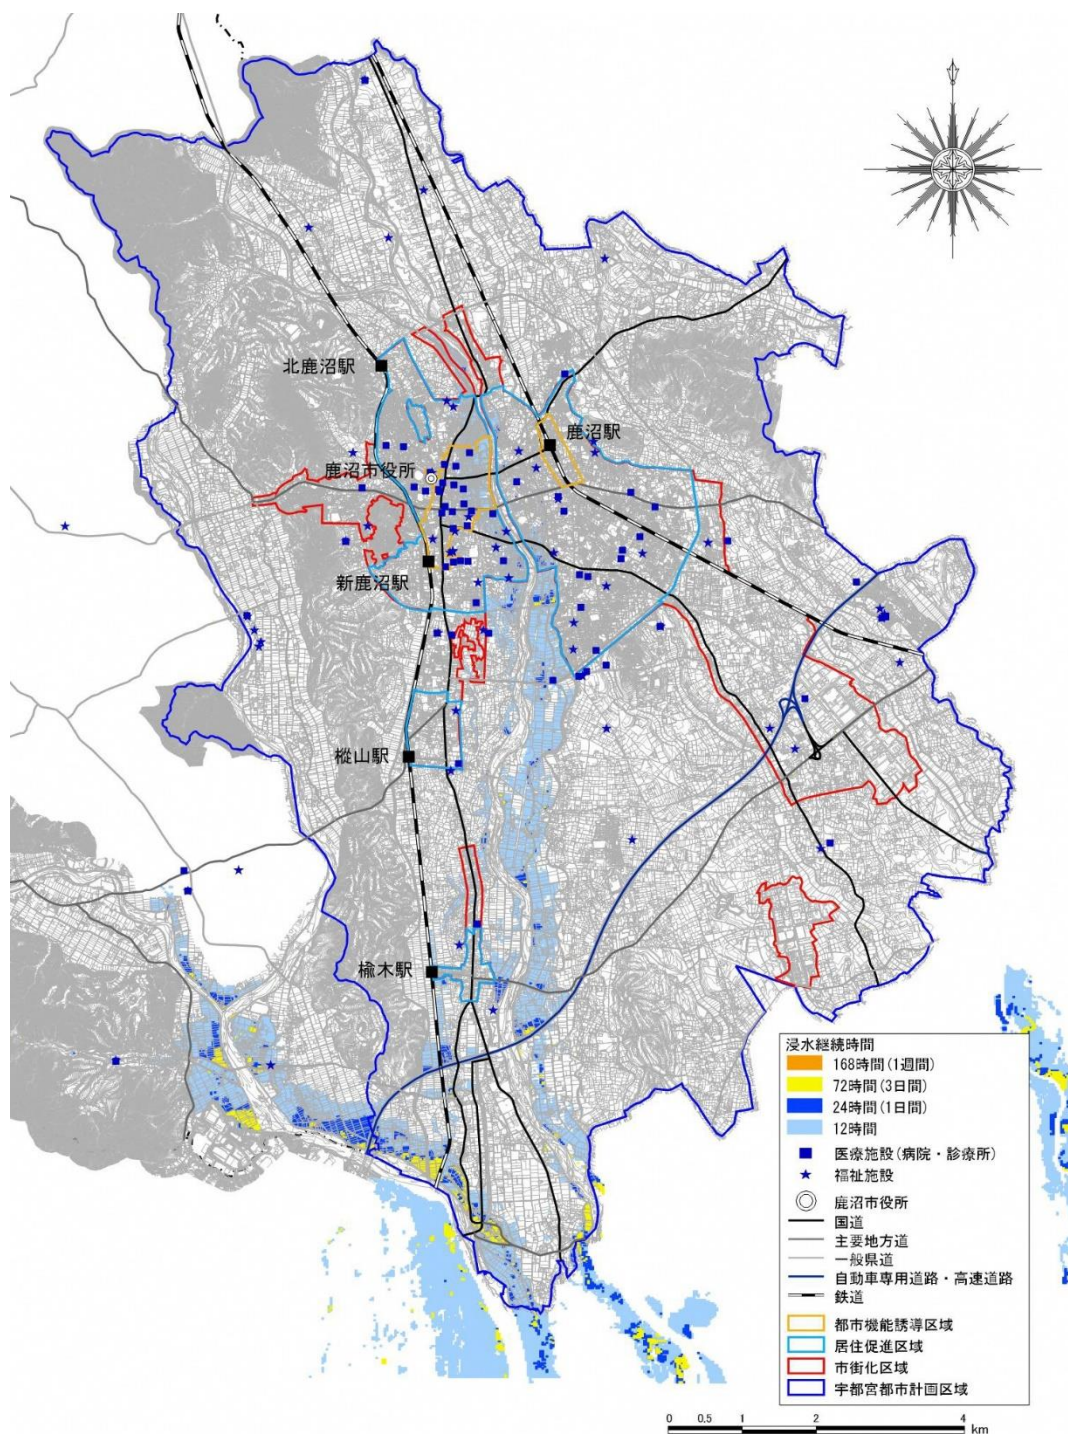 北鹿沼駅
鹿沼駅
鹿沼市役所
新鹿沼駅
樅山駅
楡木駅
浸水継続時間
168時間(1週間)
72時間(3日間)
24時間(1日間)
12時間
医療施設(病院・診療所)
福祉施設
鹿沼市役所
国道
主要地方道
一般県道
自動車専用道路・高速道路
鉄道
都市機能誘導区域
居住促進区域
市街化区域
宇都宮都市計画区域
0 0.5 1 2 4
km